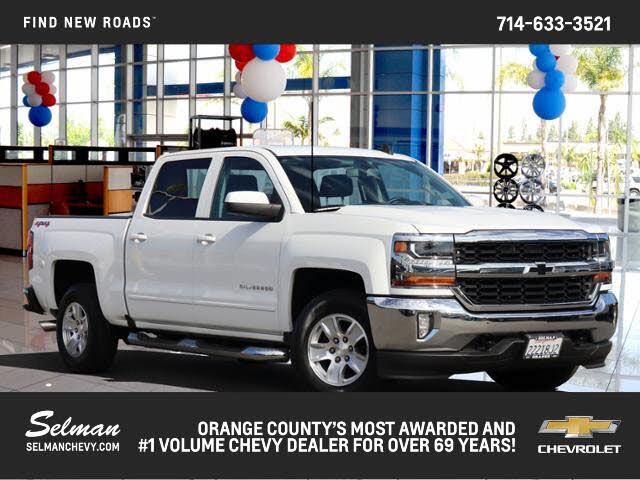 FIND NEW ROADS™
714-633-3521
4X4
SILVERADO
22218J2
Selman
SELMANCHEVY.COM
ORANGE COUNTY'S MOST AWARDED AND
#1 VOLUME CHEVY DEALER FOR OVER 69 YEARS!
CHEVROLET